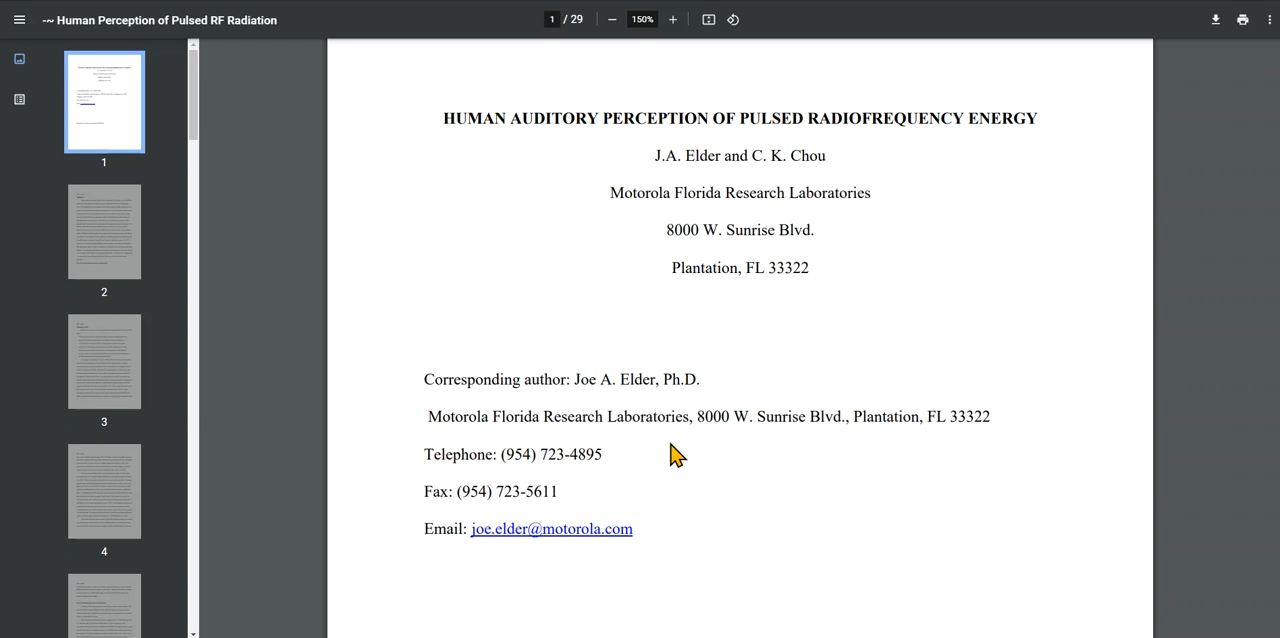 -~ Human Perception of Pulsed RF Radiation
1 / 29
150%
1
2
3
4
HUMAN AUDITORY PERCEPTION OF PULSED RADIOFREQUENCY ENERGY
J.A. Elder and C. K. Chou
Motorola Florida Research Laboratories
8000 W. Sunrise Blvd.
Plantation, FL 33322
Corresponding author: Joe A. Elder, Ph.D.
Motorola Florida Research Laboratories, 8000 W. Sunrise Blvd., Plantation, FL 33322
Telephone: (954) 723-4895
Fax: (954) 723-5611
Email: joe.elder@motorola.com